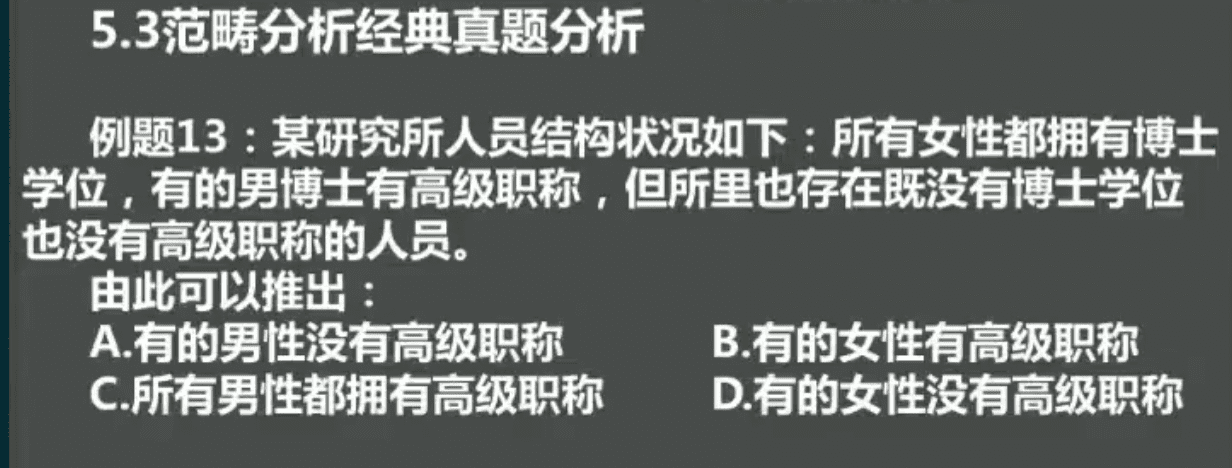 5.3范畴分析经典真题分析
例题13：某研究所人员结构状况如下：所有女性都拥有博士
学位，有的男博士有高级职称，但所里也存在既没有博士学位
也没有高级职称的人员。
由此可以推出：
A.有的男性没有高级职称 B.有的女性有高级职称
C.所有男性都拥有高级职称 D.有的女性没有高级职称